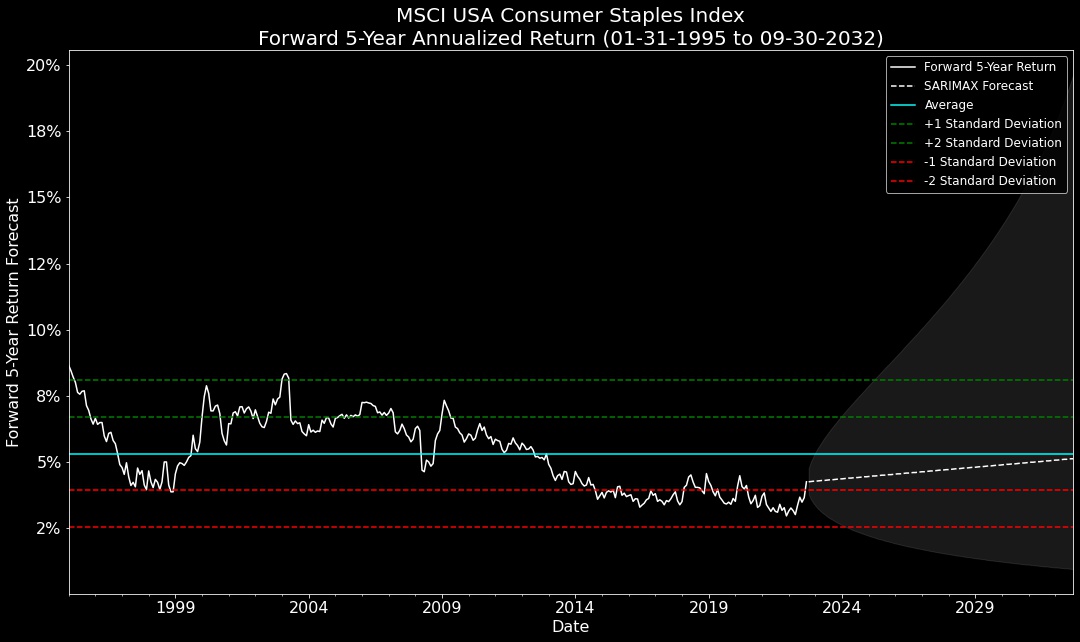 MSCI USA Consumer Staples Index
Forward 5-Year Annualized Return (01-31-1995 to 09-30-2032)
Forward 5-Year Return
SARIMAX Forecast
Average
+1 Standard Deviation
+2 Standard Deviation
-1 Standard Deviation
-2 Standard Deviation
Forward 5-Year Return Forecast
20%
18%
15%
12%
10%
8%
5%
2%
1999
2004
2009
2014
2019
2024
2029
Date